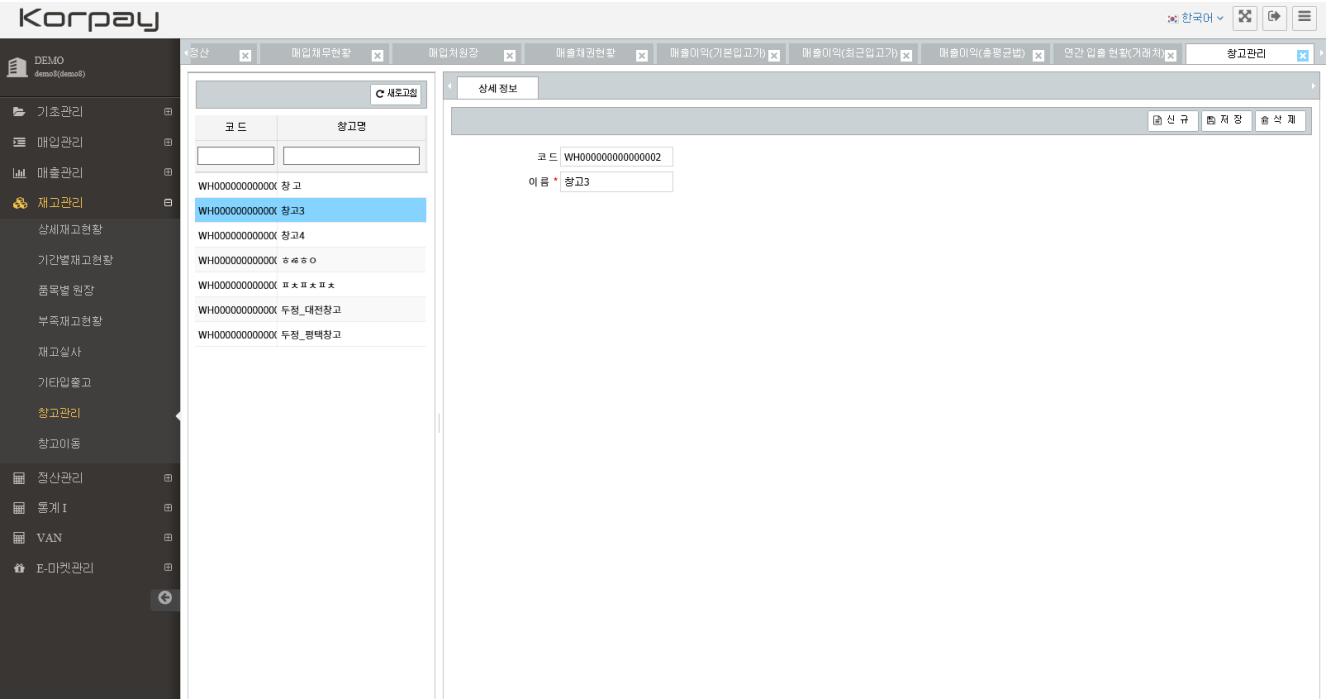 Korpay
한국어
DEMO
demo8(demo8)
기초관리
매입관리
매출관리
재고관리
상세재고현황
기간별재고현황
품목별 원장
부족재고현황
재고실사
기타입출고
창고관리
창고이동
정산관리
통계 I
VAN
E-마켓관리
정산
매입채무현황
매입처원장
매출채권현황
매출이익(기본입고가)
매출이익(최근입고가)
매출이익(총평균법)
연간 입출 현황(거래처)
창고관리
새로고침
코드 창고명
WH00000000000 창 고
WH00000000000 창고3
WH00000000000 창고4
WH00000000000
WH00000000000 ㅍㅊㅍㅊㅍㅊ
WH00000000000 두정_대전창고
WH00000000000 두정_평택창고
상세 정보
신 규 저 장 삭 제
코드 WH000000000000002
이름 * 창고3